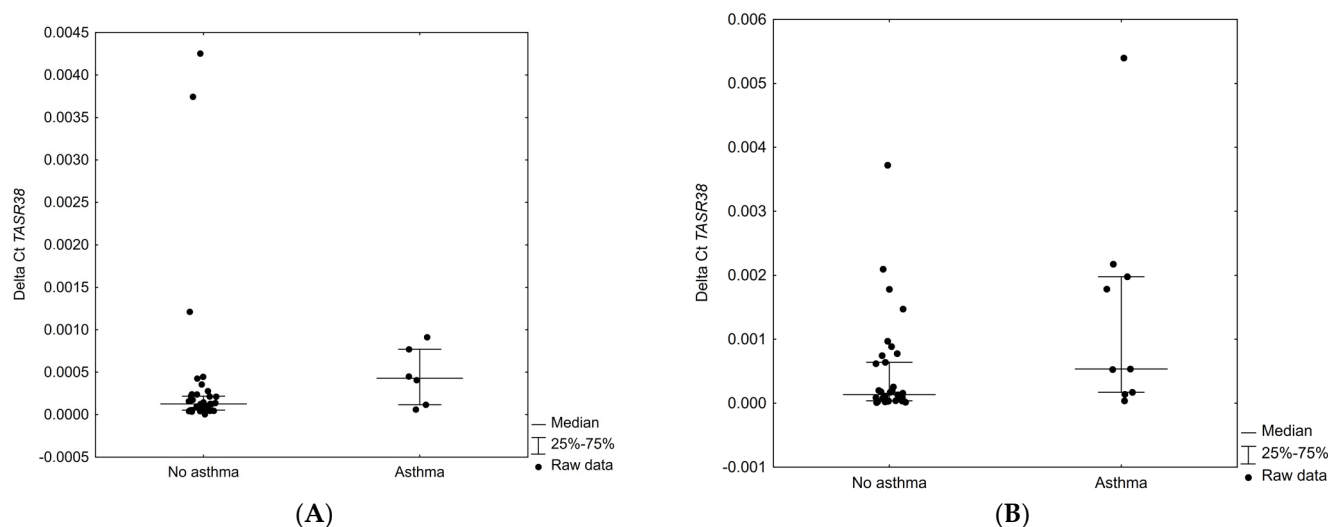 0.0045
0.0040
0.0035
0.0030
0.0025
0.0020
0.0015
0.0010
0.0005
0.0000
-0.0005
Delta Ct TASR38
No asthma
Asthma
Median
25%-75%
Raw data
(A)
0.006
0.005
0.004
0.003
0.002
0.001
0.000
-0.001
Delta Ct TASR38
No asthma
Asthma
Median
25%-75%
Raw data
(B)